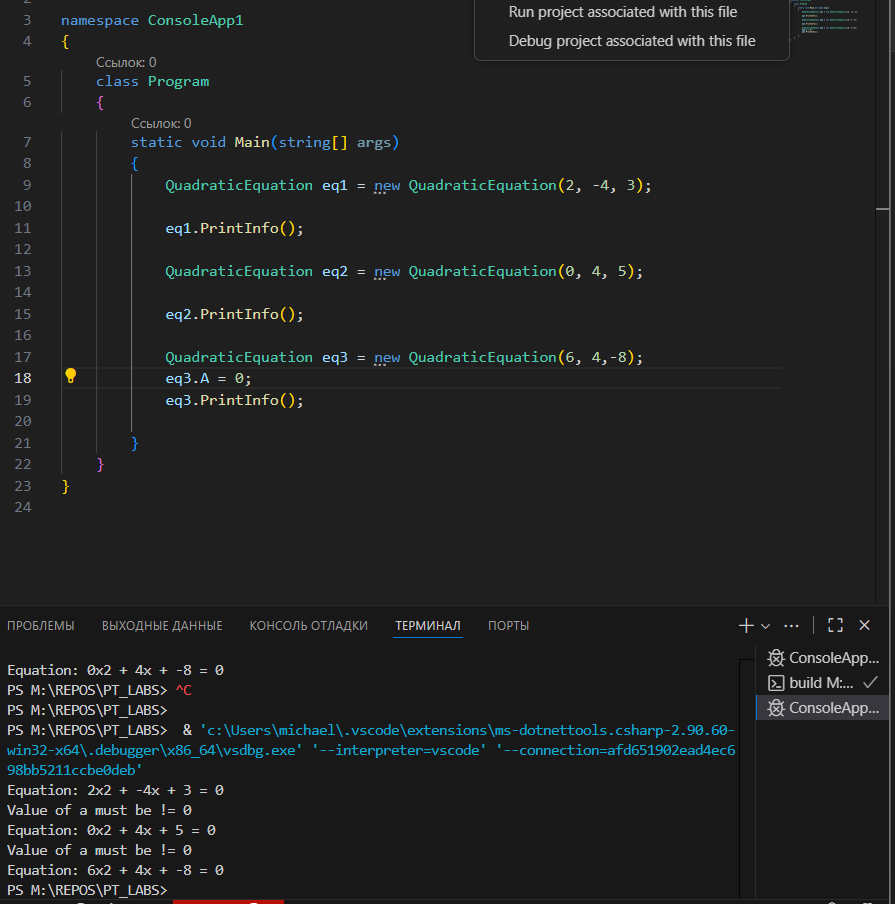 Run project associated with this file
Debug project associated with this file
3 namespace ConsoleApp1
4 {
Ссылок: 0
5 class Program
6 {
Ссылок: 0
7 static void Main(string[] args)
8 {
9 QuadraticEquation eq1 = new QuadraticEquation(2, -4, 3);
10
11 eq1.PrintInfo();
12
13 QuadraticEquation eq2 = new QuadraticEquation(0, 4, 5);
14
15 eq2.PrintInfo();
16
17 QuadraticEquation eq3 = new QuadraticEquation(6, 4,-8);
18 eq3.A = 0;
19 eq3.PrintInfo();
20
21 }
22 }
23 }
24
ПРОБЛЕМЫ ВЫХОДНЫЕ ДАННЫЕ КОНСОЛЬ ОТЛАДКИ ТЕРМИНАЛ ПОРТЫ
Equation: 0x2 + 4x + -8 = 0
PS M:\REPOS\PT_LABS> ^C
PS M:\REPOS\PT_LABS>
PS M:\REPOS\PT_LABS>  & 'c:\Users\michael\.vscode\extensions\ms-dotnettools.csharp-2.90.60-
win32-x64\.debugger\x86_64\vsdbg.exe' '--interpreter=vscode' '--connection=afd651902ead4ec6
98bb5211ccbe0deb'
Equation: 2x2 + -4x + 3 = 0
Value of a must be != 0
Equation: 0x2 + 4x + 5 = 0
Value of a must be != 0
Equation: 6x2 + 4x + -8 = 0
PS M:\REPOS\PT_LABS>
ConsoleApp...
build M:...
ConsoleApp...